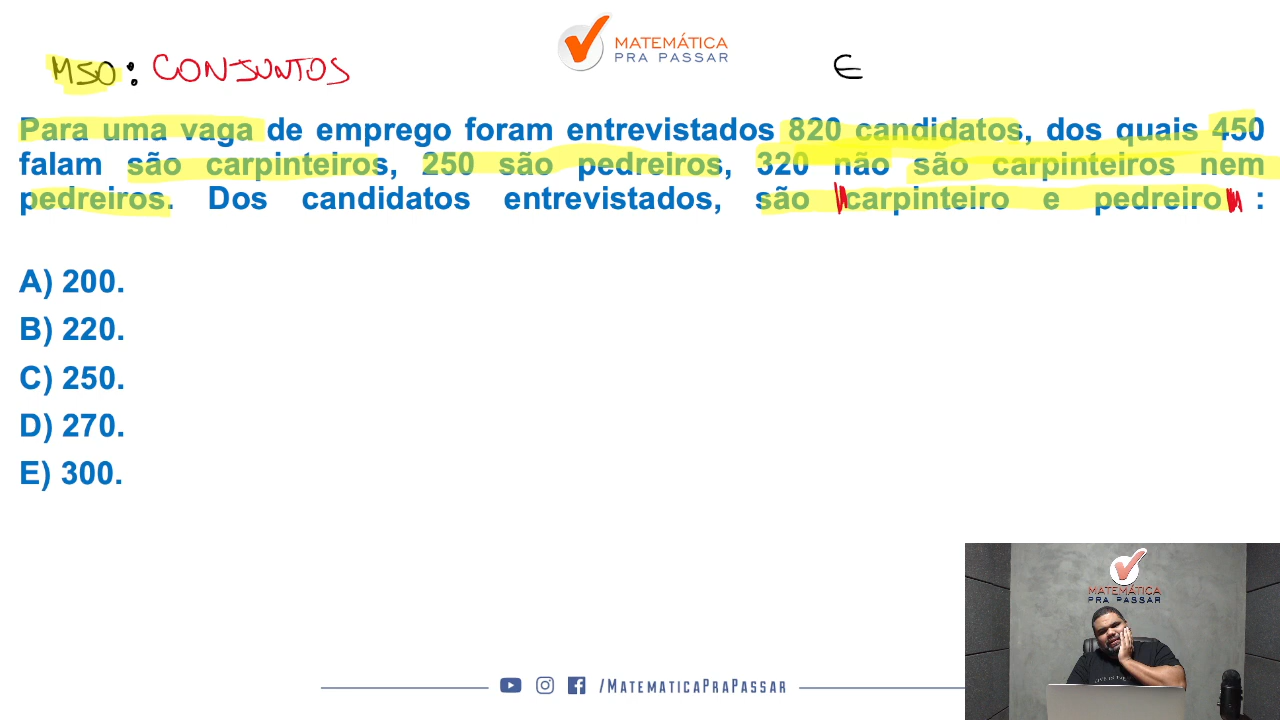 MATEMÁTICA
PRA PASSAR
MSO: CONJUNTOS
E
Para uma vaga de emprego foram entrevistados 820 candidatos, dos quais 450
falam são carpinteiros, 250 são pedreiros, 320 não são carpinteiros nem
pedreiros. Dos candidatos entrevistados, são carpinteiro e pedreiro :
A) 200.
B) 220.
C) 250.
D) 270.
E) 300.
MATEMÁTICA
PRA PASSAR
/MATEMATICAPRAPASSAR